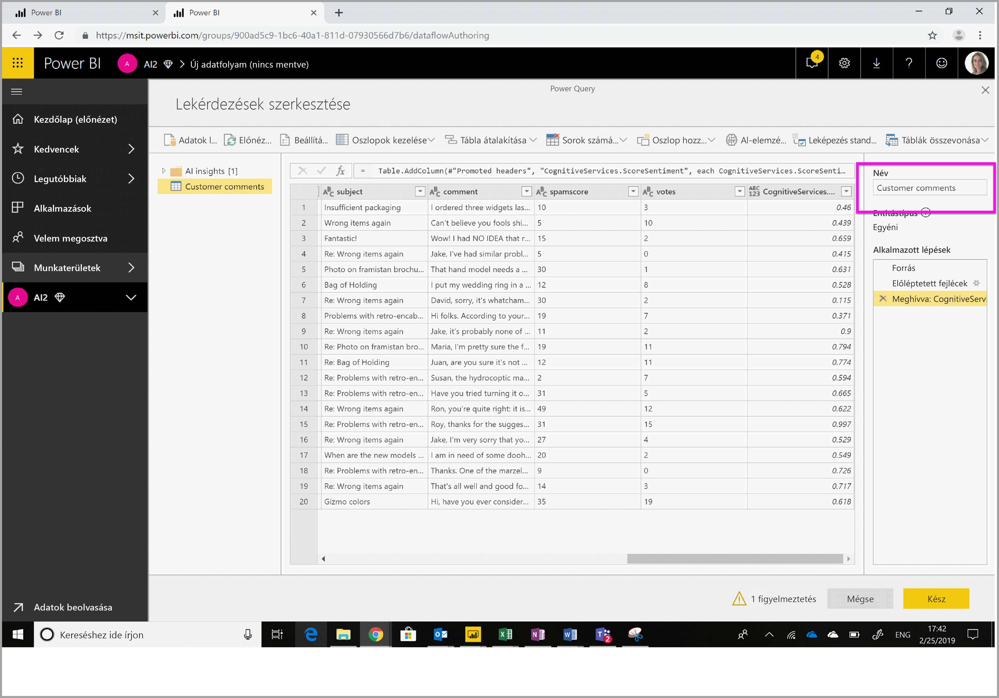 Power BI
Power BI
https://msit.powerbi.com/groups/900ad5c9-1bc6-40a1-811d-07930566d7b6/dataflowAuthoring
Power BI A AI2 > Új adatfolyam (nincs mentve) 4 ?
Power Query
Lekérdezések szerkesztése
Kezdőlap (előnézet)
Kedvencek
Legutóbbiak
Alkalmazások
Velem megosztva
Munkaterületek
A AI2
Adatok beolvasása
Adatok l... Előnéz... Beállítá... Oszlopok kezelése Tábla átalakítása Sorok számá... Oszlop hozz... AI-elemzé... Leképezés stand... Táblák összevonása
AI insights [1]
Customer comments
fx = Table.AddColumn(#"Promoted headers", "CognitiveServices.ScoreSentiment", each CognitiveServices.ScoreSenti...
ABC subject ABC comment ABC spamscore ABC votes ABC 123 CognitiveServices....
1 Insufficient packaging I ordered three widgets las... 10 3 0.46
2 Wrong items again Can't believe you fools shi... 5 10 0.439
3 Fantastic! Wow! I had NO IDEA that r... 15 2 0.659
4 Re: Wrong items again Jake, I've had similar probl... 5 0 0.415
5 Photo on framistan brochu... That hand model needs a ... 30 1 0.631
6 Bag of Holding I put my wedding ring in a ... 12 8 0.528
7 Re: Wrong items again David, sorry, it's whatcham... 30 2 0.115
8 Problems with retro-encab... Hi folks. According to your... 19 7 0.371
9 Re: Wrong items again Jake, it's probably none of ... 11 2 0.9
10 Re: Photo on framistan bro... Maria, I'm pretty sure the f... 19 11 0.794
11 Re: Bag of Holding Juan, are you sure it's not ... 12 11 0.774
12 Re: Problems with retro-en... Susan, the hydrocoptic ma... 2 7 0.594
13 Re: Problems with retro-en... Have you tried turning it o... 31 5 0.665
14 Re: Wrong items again Ron, you're quite right: it is... 49 12 0.622
15 Re: Problems with retro-en... Roy, thanks for the sugges... 31 15 0.997
16 Re: Wrong items again Jake, I'm very sorry that yo... 27 4 0.529
17 When are the new models ... I am in need of some dooh... 20 2 0.549
18 Re: Problems with retro-en... Thanks. One of the marzel... 9 0 0.726
19 Re: Wrong items again That's all well and good fo... 14 3 0.717
20 Gizmo colors Hi, have you ever consider... 35 19 0.618
Név
Customer comments
Entitástípus
Egyéni
Alkalmazott lépések
Forrás
Előléptetett fejlécek
Meghívva: CognitiveServi
1 figyelmeztetés Mégse Kész
Kereséshez ide írjon 2 ENG 17:42
2/25/2019